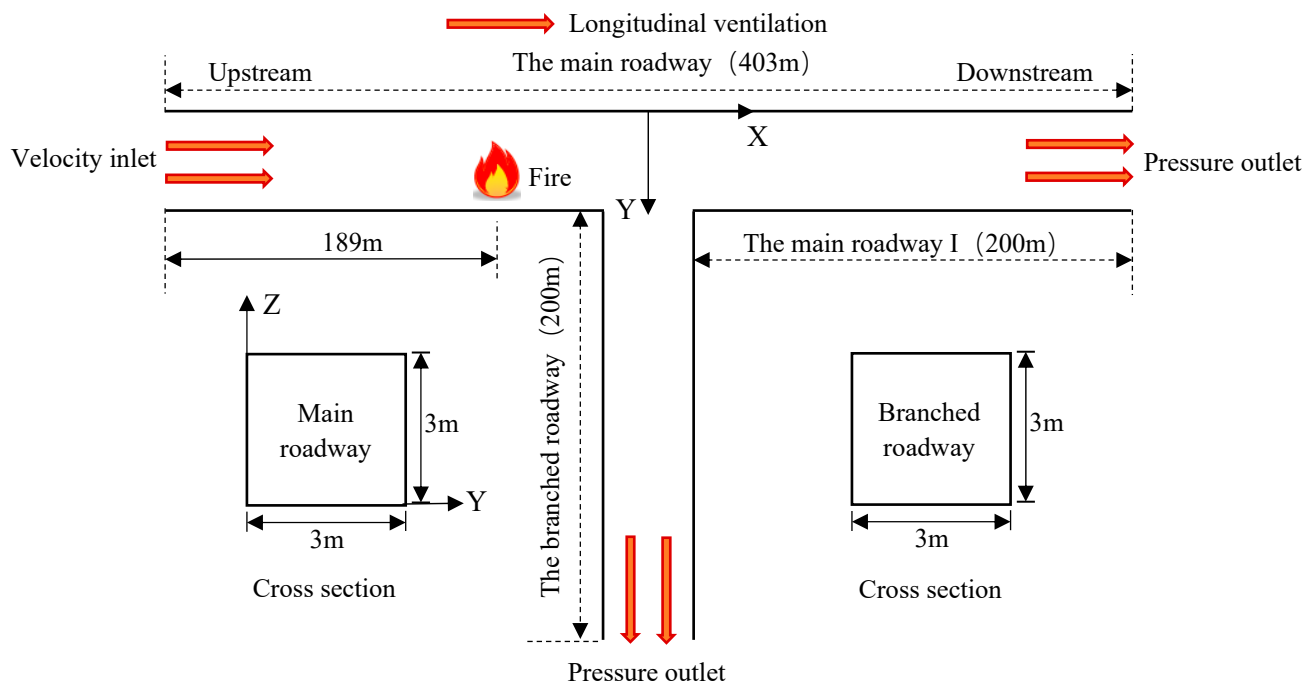 Longitudinal ventilation
The main roadway（403m）
Upstream
Downstream
X
Velocity inlet
Fire
Pressure outlet
Y
189m
The main roadway I（200m）
The branched roadway（200m）
Z
Main
roadway
3m
Y
3m
Cross section
Branched
roadway
3m
3m
Cross section
Pressure outlet